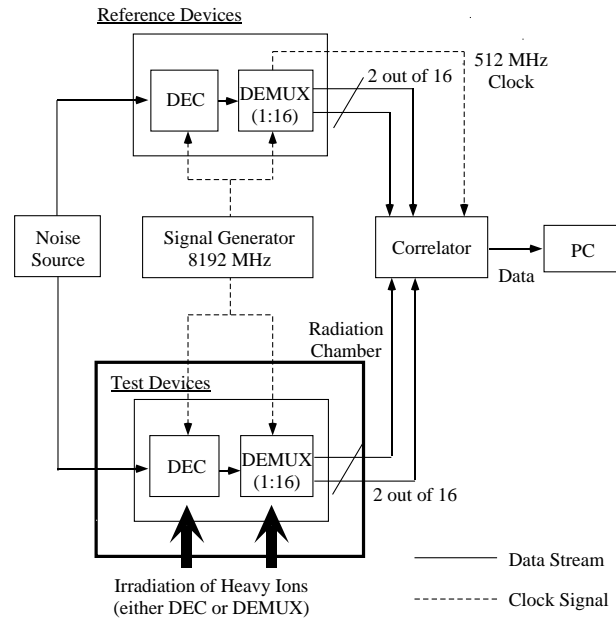 Reference Devices
512 MHz
Clock
2 out of 16
DEC
DEMUX
(1:16)
Noise
Source
Signal Generator
8192 MHz
Correlator
PC
Data
Radiation
Chamber
Test Devices
DEC
DEMUX
(1:16)
2 out of 16
Irradiation of Heavy Ions
(either DEC or DEMUX)
Data Stream
Clock Signal